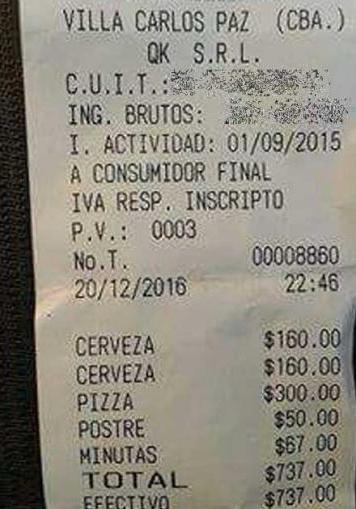 VILLA CARLOS PAZ (CBA.)
QK S.R.L.
C.U.I.T.:
ING. BRUTOS:
I. ACTIVIDAD: 01/09/2015
A CONSUMIDOR FINAL
IVA RESP. INSCRIPTO
P.V.: 0003
No.T. 00008860
20/12/2016 22:46
CERVEZA $160.00
CERVEZA $160.00
PIZZA $300.00
POSTRE $50.00
MINUTAS $67.00
TOTAL $737.00
EFECTIVO $737.00